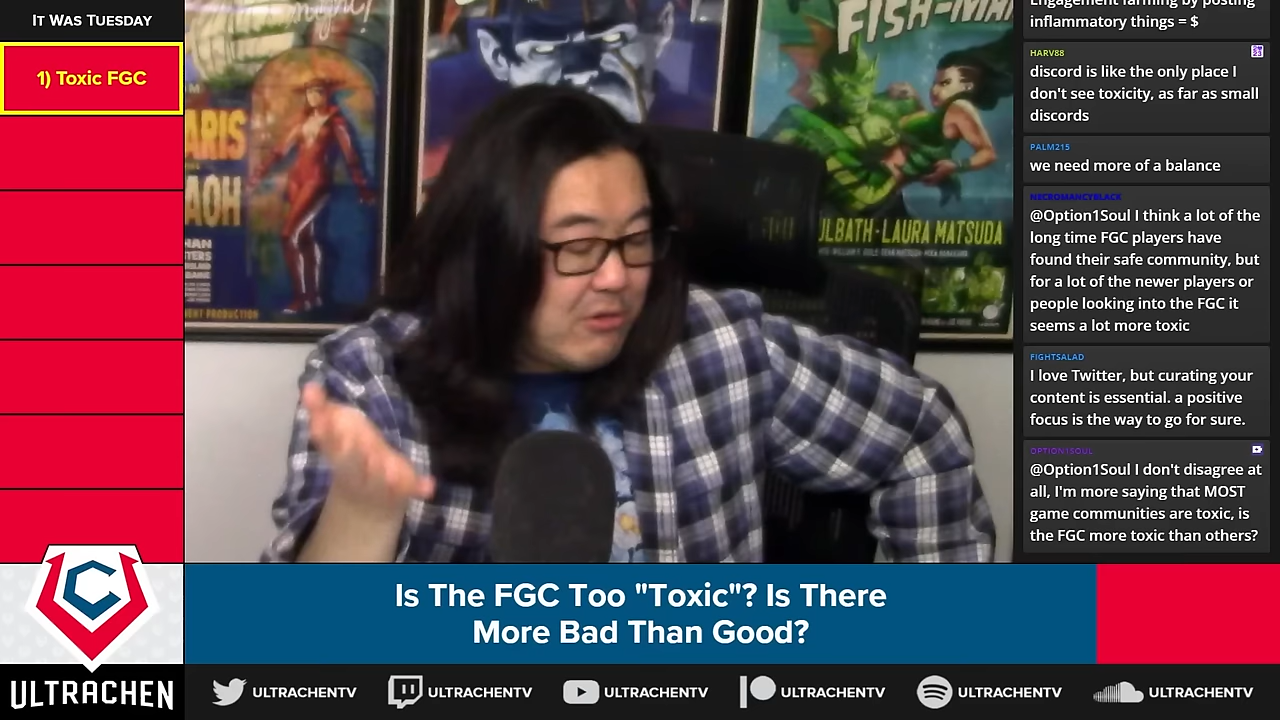 IT WAS TUESDAY
1) Toxic FGC
ARIS
AOH
FISH-MAN
ULBATH · LAURA MATSUDA
ENT PRODUCTION
Engagement farming by posting
inflammatory things = $
HARV88
discord is like the only place I
don't see toxicity, as far as small
discords
PALM215
we need more of a balance
NECROMANCYBLACK
@Option1Soul I think a lot of the
long time FGC players have
found their safe community, but
for a lot of the newer players or
people looking into the FGC it
seems a lot more toxic
FIGHTSALAD
I love Twitter, but curating your
content is essential. a positive
focus is the way to go for sure.
OPTION1SOUL
@Option1Soul I don't disagree at
all, I'm more saying that MOST
game communities are toxic, is
the FGC more toxic than others?
Is The FGC Too "Toxic"? Is There
More Bad Than Good?
ULTRACHEN
ULTRACHENTV
ULTRACHENTV
ULTRACHENTV
ULTRACHENTV
ULTRACHENTV
ULTRACHENTV